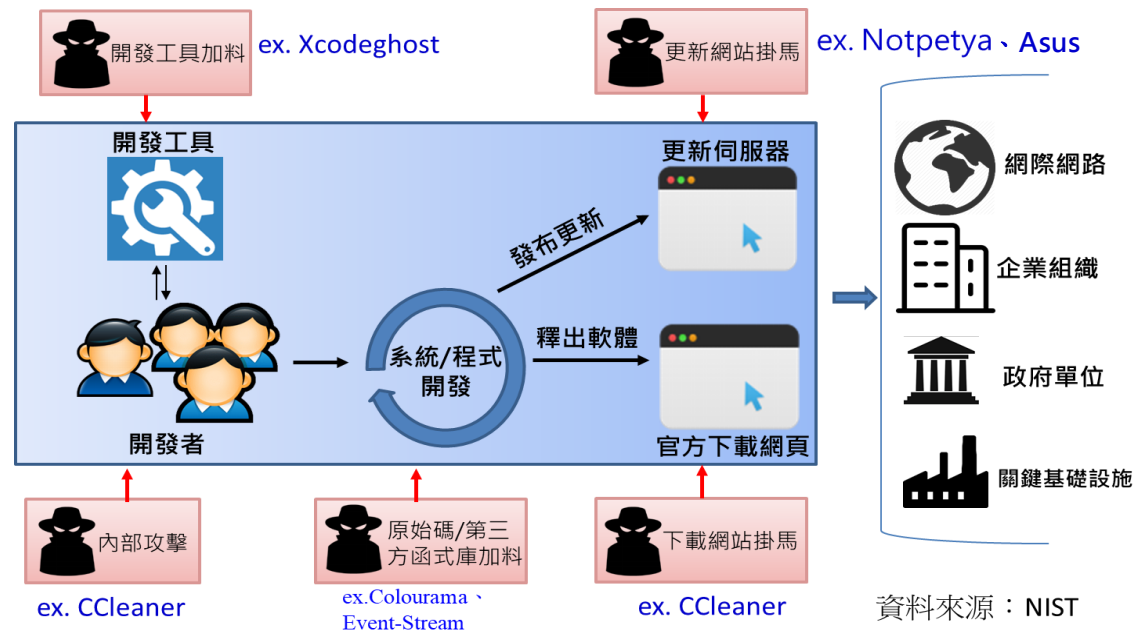 開發工具加料
ex. Xcodeghost
更新網站掛馬
ex. Notpetya、Asus
開發工具
更新伺服器
發布更新
系統/程式
開發
釋出軟體
開發者
官方下載網頁
網際網路
企業組織
政府單位
關鍵基礎設施
內部攻擊
ex. CCleaner
原始碼/第三
方函式庫加料
ex.Colourama、
Event-Stream
下載網站掛馬
ex. CCleaner
資料來源：NIST